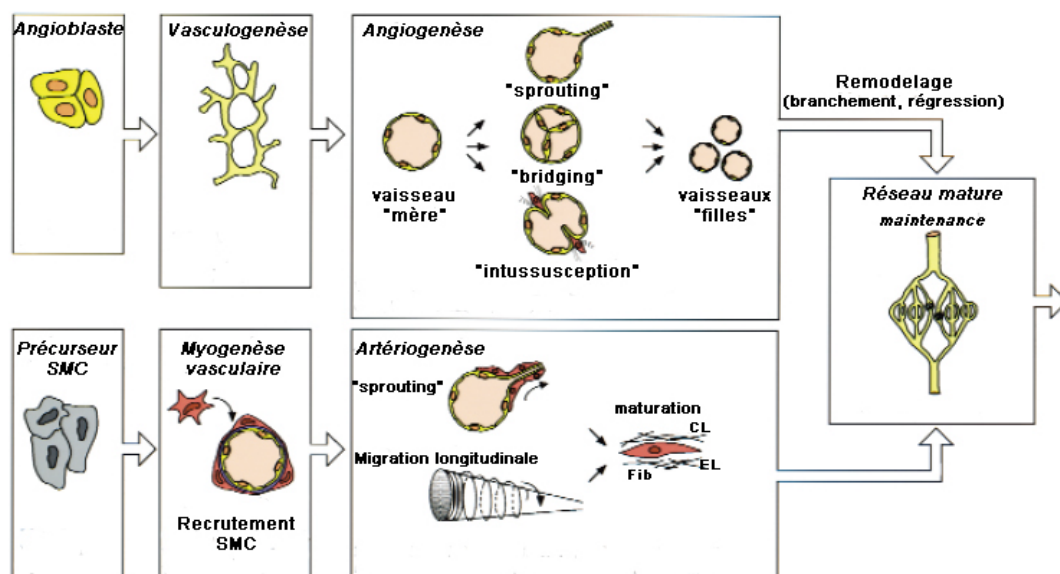 Angioblaste
Vasculogenèse
Angiogenèse
"sprouting"
vaisseau
"mère"
"bridging"
"intussusception"
vaisseaux
"filles"
Remodelage
(branchement, régression)
Réseau mature
maintenance
Précurseur
SMC
Myogenèse
vasculaire
Recrutement
SMC
Artériogenèse
"sprouting"
Migration longitudinale
maturation
CL
EL
Fib